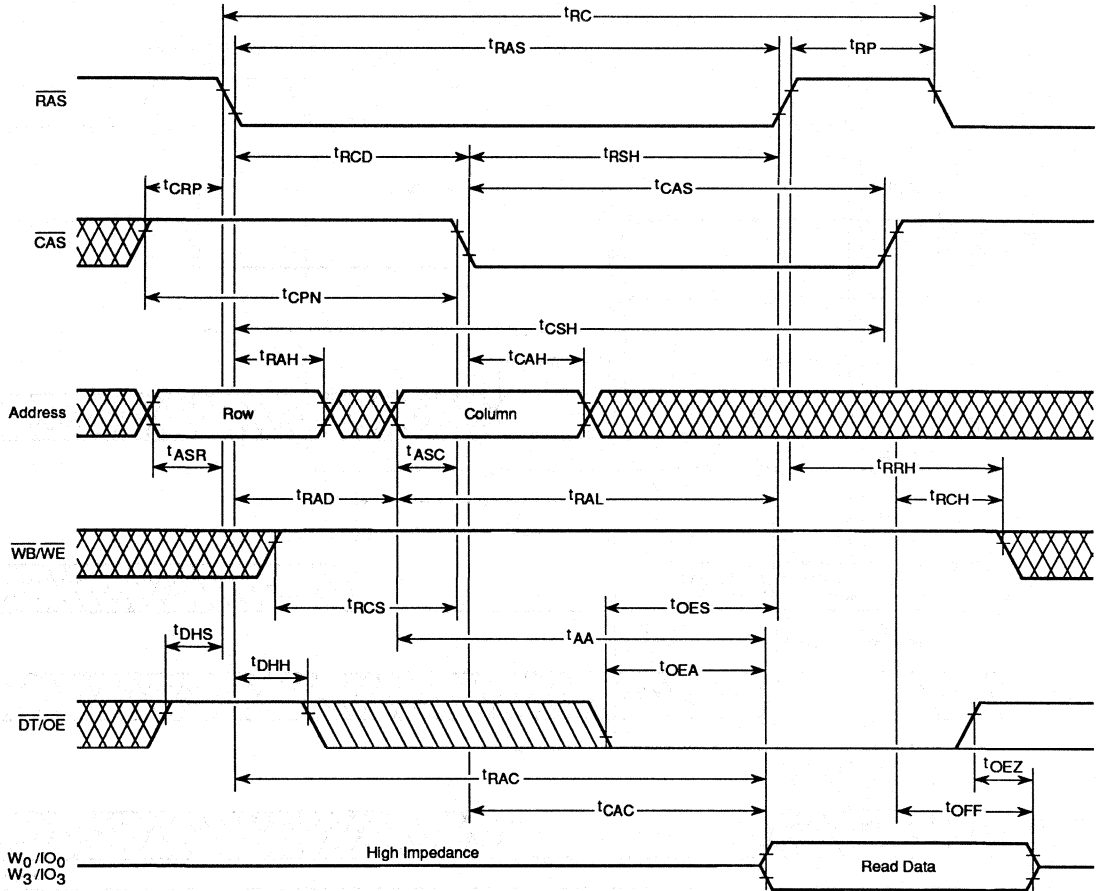 tRC
tRAS
tRP
RAS
tRCD
tRSH
tCRP
tCAS
CAS
tCPN
tCSH
tRAH
tCAH
Address
Row
Column
tASR
tASC
tRRH
tRAD
tRAL
tRCH
WB/WE
tRCS
tOES
tDHS
tAA
tDHH
tOEA
DT/OE
tRAC
tOEZ
tCAC
tOFF
High Impedance
W0/IO0
W3/IO3
Read Data